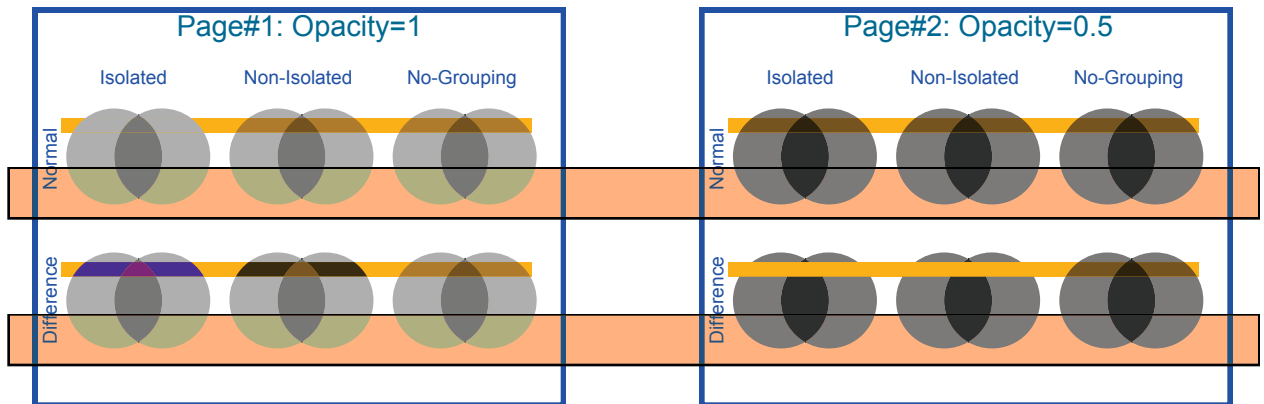 Page#1: Opacity=1
Isolated Non-Isolated No-Grouping
Normal
Difference
Page#2: Opacity=0.5
Isolated Non-Isolated No-Grouping
Normal
Difference